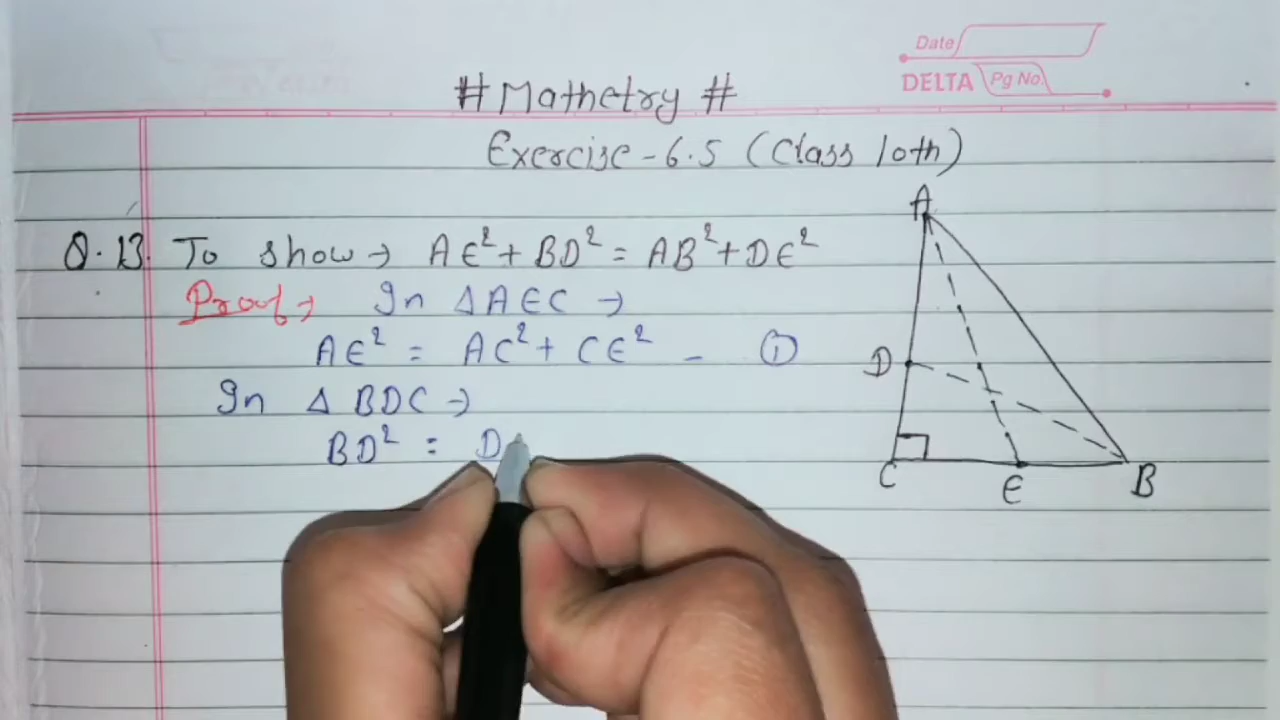 Date
DELTA Pg No.
# Mathetry #
Exercise - 6.5 (Class 10th)
Q.13. To show → AE² + BD² = AB² + DE²
Proof → In △AEC →
AE² = AC² + CE² - ①
In △ BDC →
BD² = D
A
D
C E B